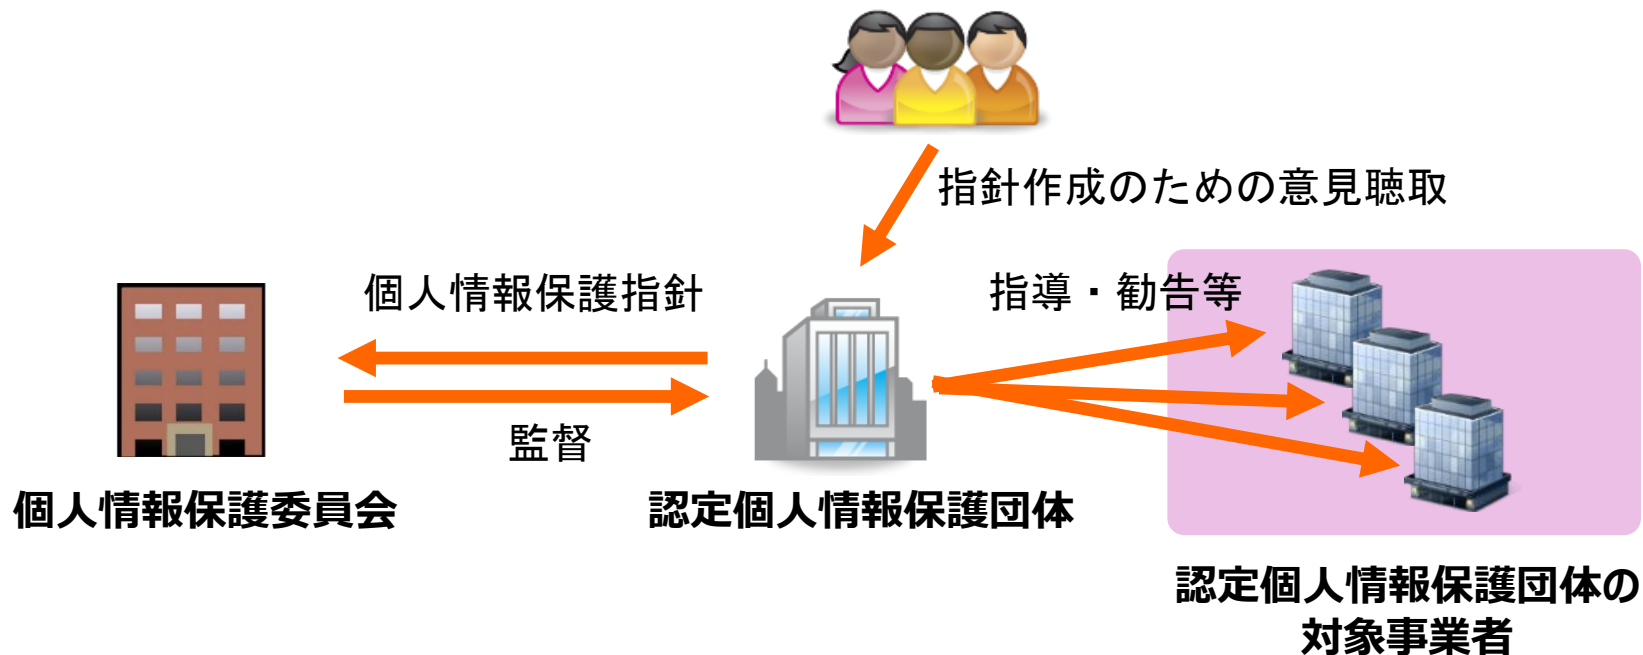 指針作成のための意見聴取
個人情報保護指針
指導・勧告等
監督
個人情報保護委員会
認定個人情報保護団体
認定個人情報保護団体の
対象事業者